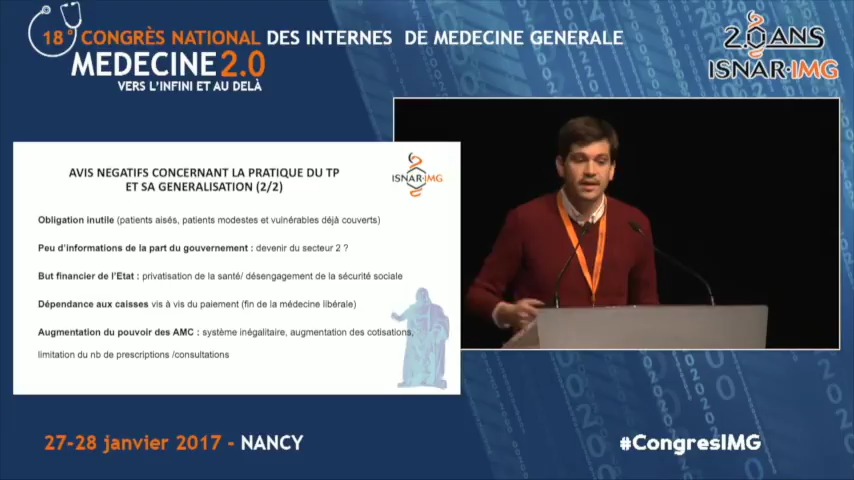 18e CONGRÈS NATIONAL DES INTERNES DE MEDECINE GENERALE
MEDECINE 2.0
VERS L'INFINI ET AU DELÀ
2.0 ANS
ISNAR-IMG
AVIS NEGATIFS CONCERNANT LA PRATIQUE DU TP
ET SA GENERALISATION (2/2)
ISNAR-IMG
Obligation inutile (patients aisés, patients modestes et vulnérables déjà couverts)
Peu d'informations de la part du gouvernement : devenir du secteur 2 ?
But financier de l'Etat : privatisation de la santé/ désengagement de la sécurité sociale
Dépendance aux caisses vis à vis du paiement (fin de la médecine libérale)
Augmentation du pouvoir des AMC : système inégalitaire, augmentation des cotisations,
limitation du nb de prescriptions /consultations
27-28 janvier 2017 - NANCY
#CongresIMG